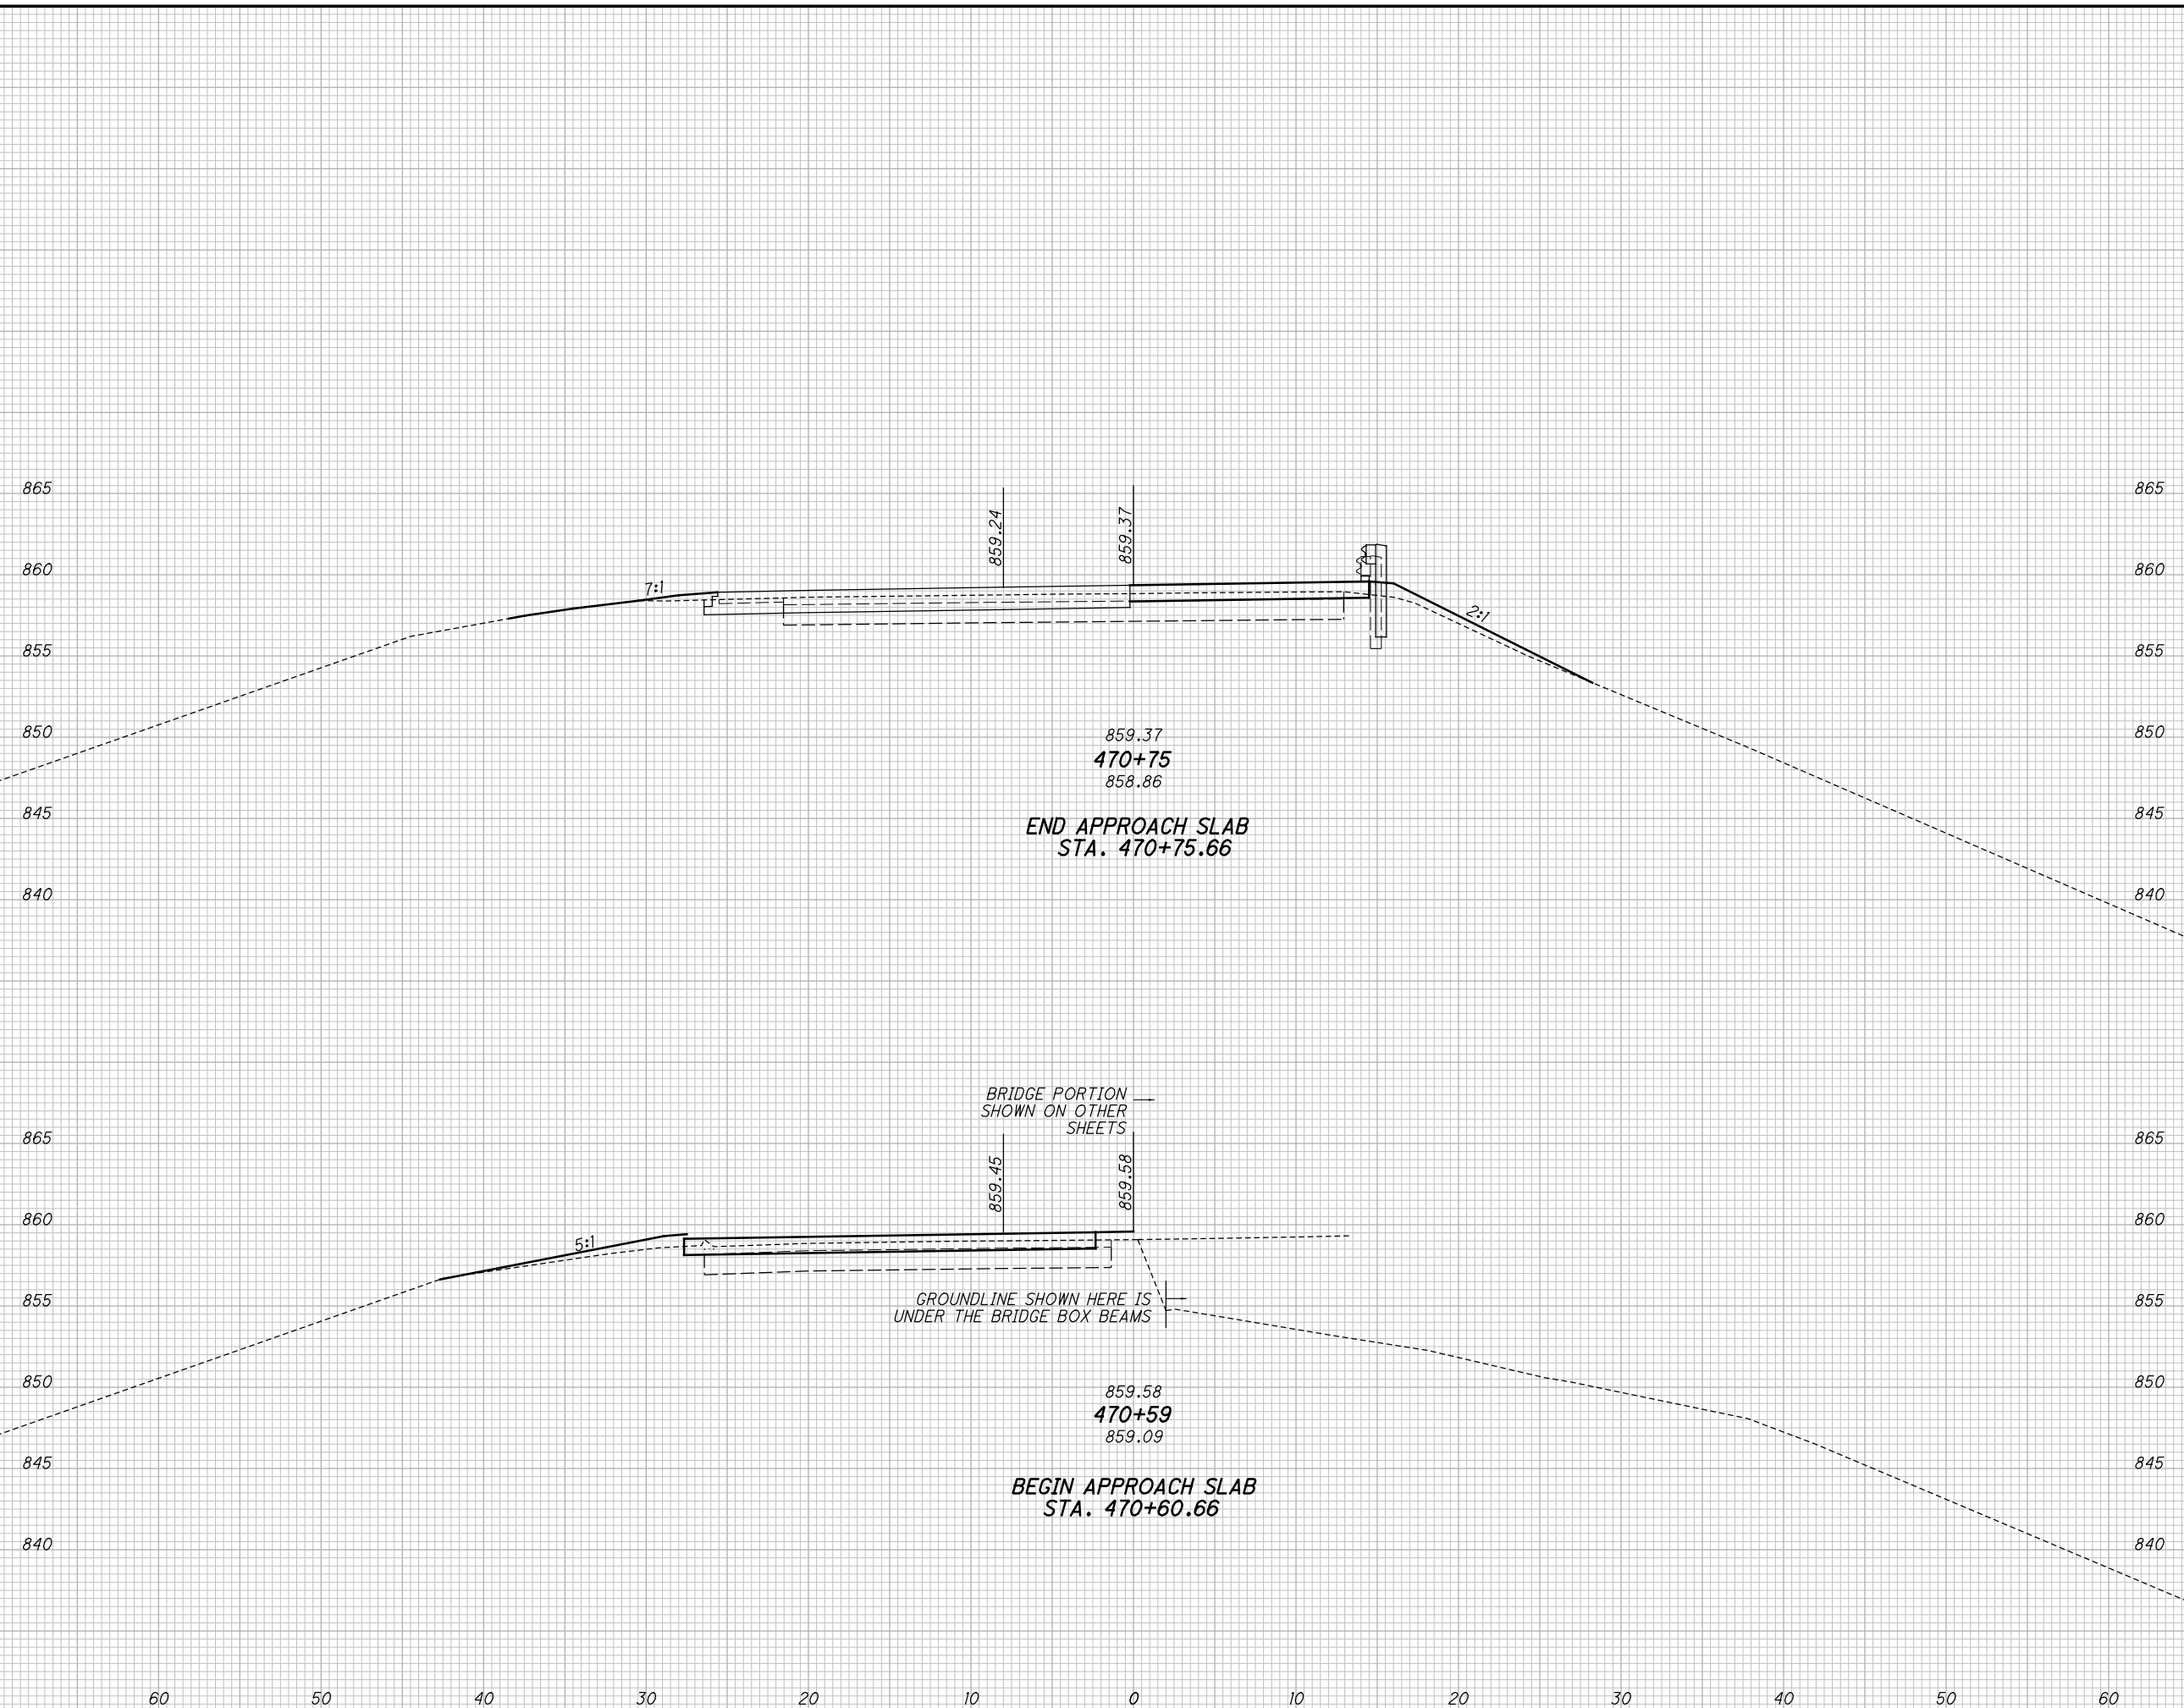 865 865
859.24 859.37
860 860
7:1
2:1
855 855
850 850
859.37
470+75
858.86
845 845
END APPROACH SLAB
STA. 470+75.66
840 840
BRIDGE PORTION
SHOWN ON OTHER
SHEETS
865 865
859.45 859.58
860 860
5:1
855 855
GROUNDLINE SHOWN HERE IS
UNDER THE BRIDGE BOX BEAMS
850 850
859.58
470+59
859.09
845 845
BEGIN APPROACH SLAB
STA. 470+60.66
840 840
60 50 40 30 20 10 0 10 20 30 40 50 60